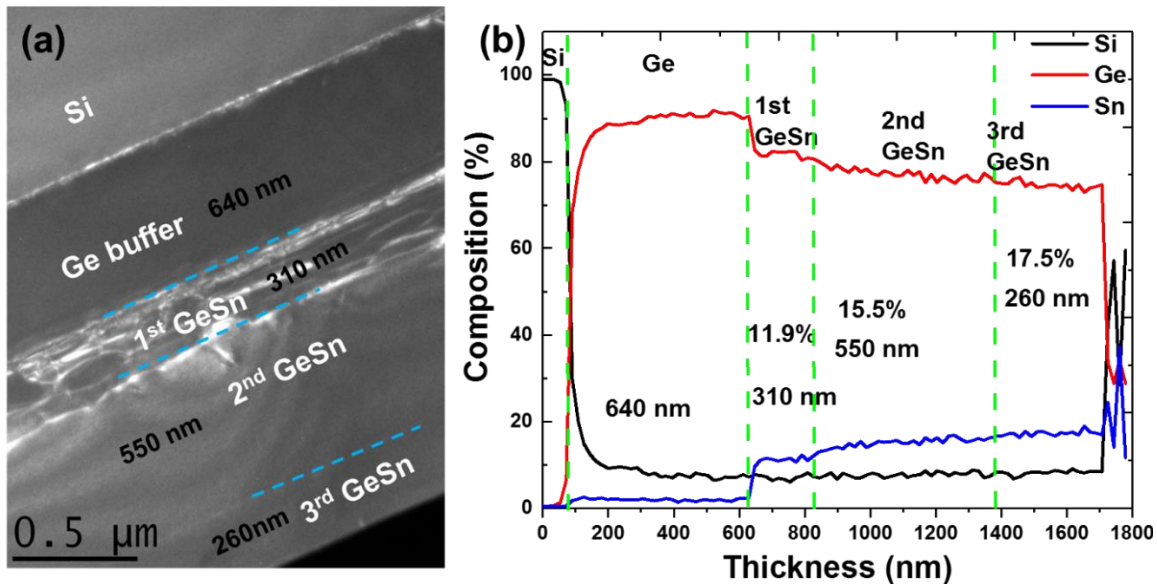 (a)
Si
640 nm
Ge buffer
310 nm
1st GeSn
2nd GeSn
550 nm
3rd GeSn
260nm
0.5 µm
(b)
Si
Ge
1st
GeSn
2nd
GeSn
3rd
GeSn
Si
Ge
Sn
17.5%
260 nm
15.5%
550 nm
11.9%
310 nm
640 nm
Composition (%)
100
80
60
40
20
0
0 200 400 600 800 1000 1200 1400 1600 1800
Thickness (nm)